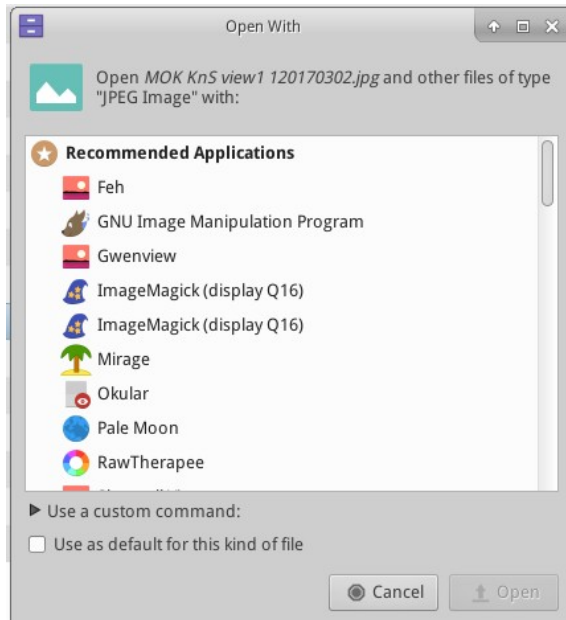 Open With
Open MOK KnS view1 120170302.jpg and other files of type
"JPEG Image" with:
Recommended Applications
Feh
GNU Image Manipulation Program
Gwenview
ImageMagick (display Q16)
ImageMagick (display Q16)
Mirage
Okular
Pale Moon
RawTherapee
Use a custom command:
Use as default for this kind of file
Cancel
Open